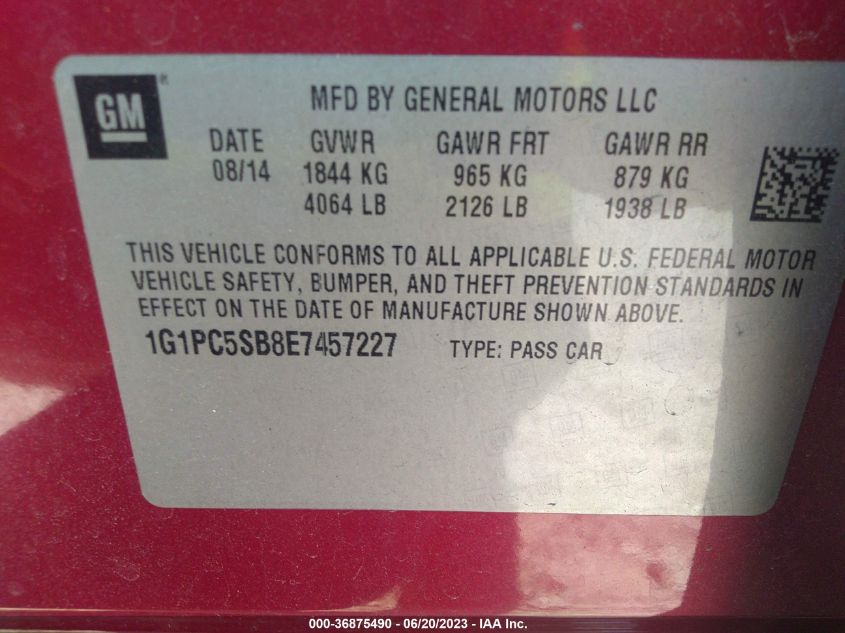 GM
MFD BY GENERAL MOTORS LLC
DATE GVWR GAWR FRT GAWR RR
08/14 1844 KG 965 KG 879 KG
4064 LB 2126 LB 1938 LB
THIS VEHICLE CONFORMS TO ALL APPLICABLE U.S. FEDERAL MOTOR
VEHICLE SAFETY, BUMPER, AND THEFT PREVENTION STANDARDS IN
EFFECT ON THE DATE OF MANUFACTURE SHOWN ABOVE.
1G1PC5SB8E7457227 TYPE: PASS CAR
000-36875490 - 06/20/2023 - IAA Inc.